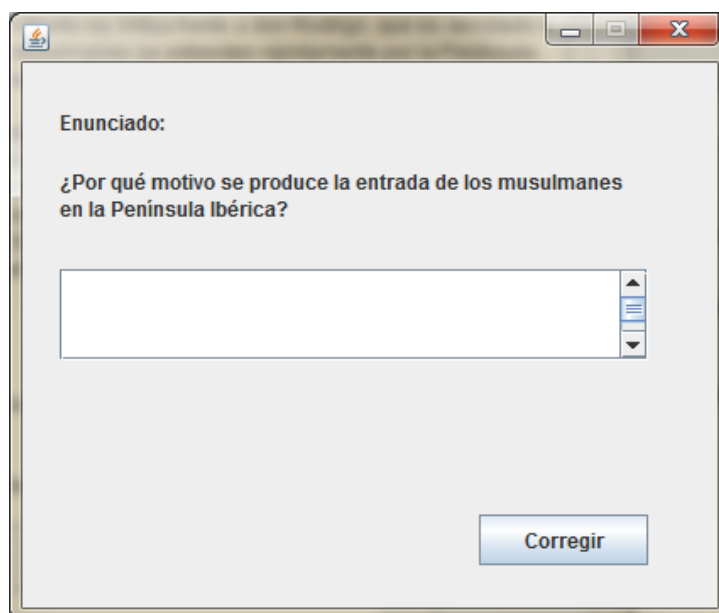 Enunciado:
¿Por qué motivo se produce la entrada de los musulmanes
en la Península Ibérica?
Corregir